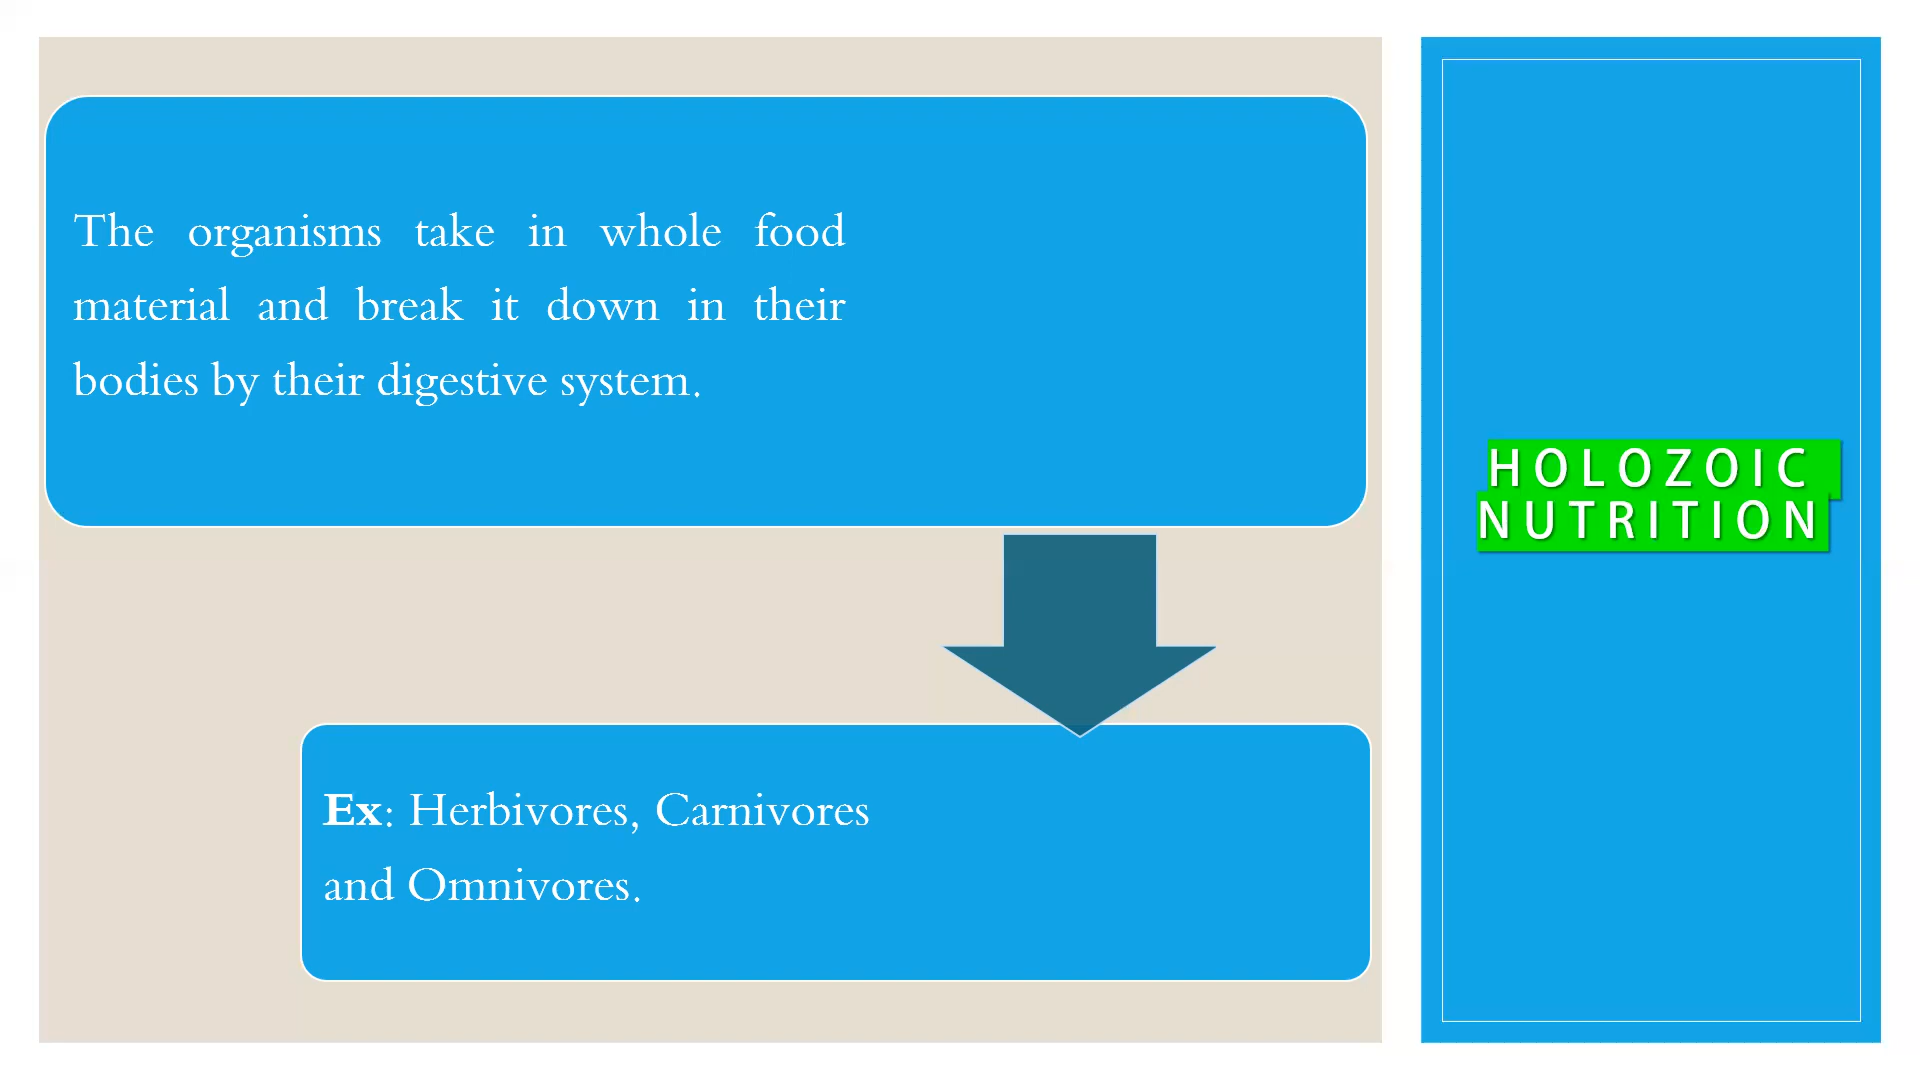 The organisms take in whole food
material and break it down in their
bodies by their digestive system.
Ex: Herbivores, Carnivores
and Omnivores.
HOLOZOIC
NUTRITION